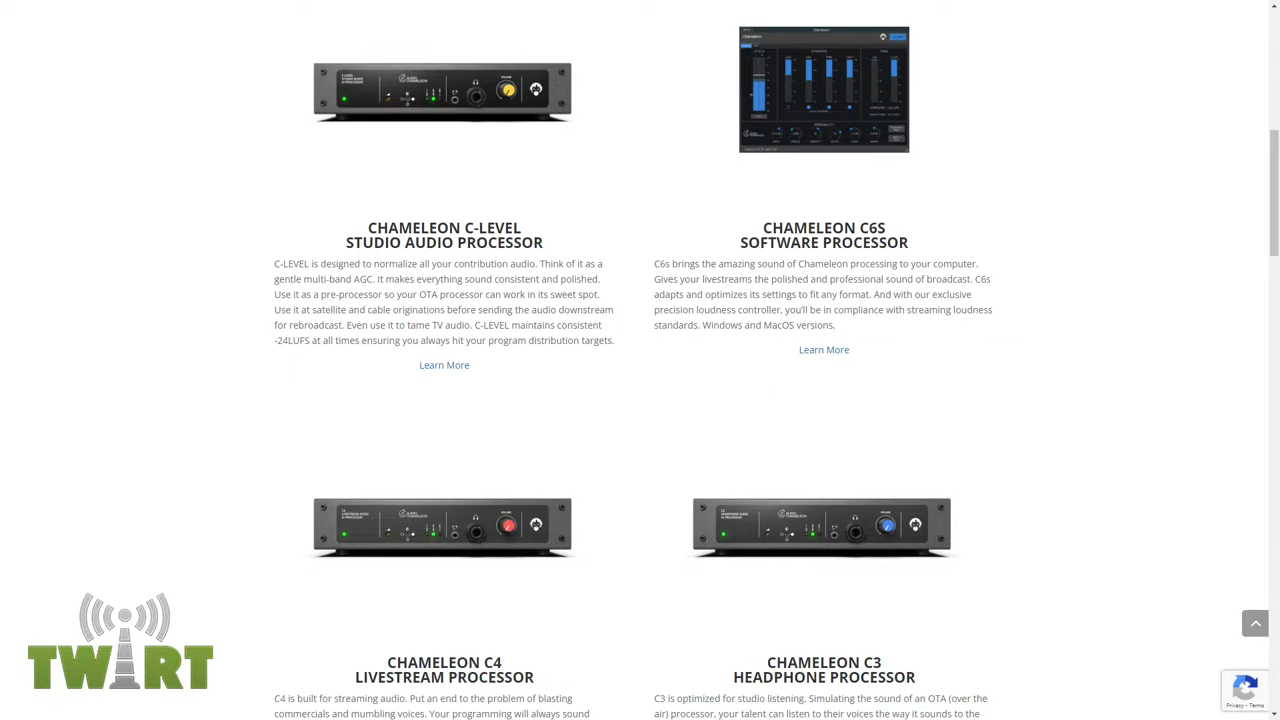 CHAMELEON C-LEVEL
STUDIO AUDIO PROCESSOR
C-LEVEL is designed to normalize all your contribution audio. Think of it as a
gentle multi-band AGC. It makes everything sound consistent and polished.
Use it as a pre-processor so your OTA processor can work in its sweet spot.
Use it at satellite and cable originations before sending the audio downstream
for rebroadcast. Even use it to tame TV audio. C-LEVEL maintains consistent
-24LUFS at all times ensuring you always hit your program distribution targets.
Learn More
CHAMELEON C6S
SOFTWARE PROCESSOR
C6s brings the amazing sound of Chameleon processing to your computer.
Gives your livestreams the polished and professional sound of broadcast. C6s
adapts and optimizes its settings to fit any format. And with our exclusive
precision loudness controller, you'll be in compliance with streaming loudness
standards. Windows and MacOS versions.
Learn More
CHAMELEON C4
LIVESTREAM PROCESSOR
C4 is built for streaming audio. Put an end to the problem of blasting
commercials and mumbling voices. Your programming will always sound
CHAMELEON C3
HEADPHONE PROCESSOR
C3 is optimized for studio listening. Simulating the sound of an OTA (over the
air) processor, your talent can listen to their voices the way it sounds to the
TWIRT
Privacy - Terms